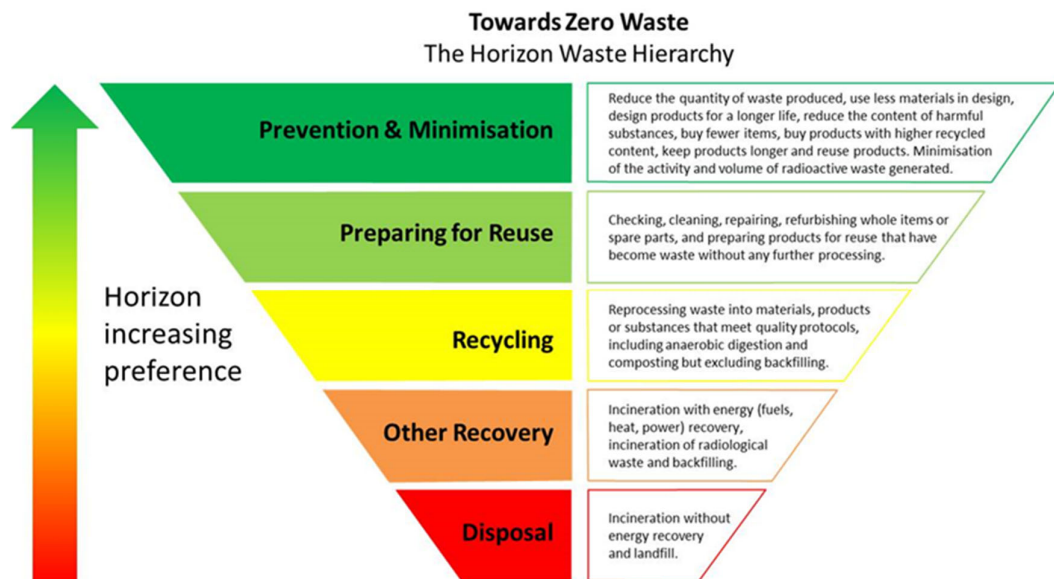 Towards Zero Waste
The Horizon Waste Hierarchy
Horizon
increasing
preference
Prevention & Minimisation
Reduce the quantity of waste produced, use less materials in design,
design products for a longer life, reduce the content of harmful
substances, buy fewer items, buy products with higher recycled
content, keep products longer and reuse products. Minimisation
of the activity and volume of radioactive waste generated.
Preparing for Reuse
Checking, cleaning, repairing, refurbishing whole items or
spare parts, and preparing products for reuse that have
become waste without any further processing.
Recycling
Reprocessing waste into materials, products
or substances that meet quality protocols,
including anaerobic digestion and
composting but excluding backfilling.
Other Recovery
Incineration with energy (fuels,
heat, power) recovery,
incineration of radiological
waste and backfilling.
Disposal
Incineration without
energy recovery
and landfill.